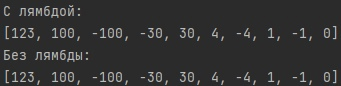 С лямбдой:
[123, 100, -100, -30, 30, 4, -4, 1, -1, 0]
Без лямбды:
[123, 100, -100, -30, 30, 4, -4, 1, -1, 0]